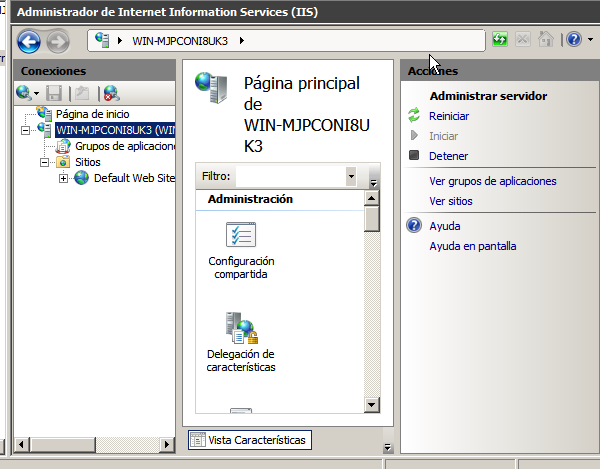 Administrador de Internet Information Services (IIS)
WIN-MJPCONI8UK3
Conexiones
Página de inicio
WIN-MJPCONI8UK3 (WIN
Grupos de aplicacione
Sitios
Default Web Site
Página principal
de
WIN-MJPCONI8U
K3
Filtro:
Administración
Configuración
compartida
Delegación de
características
Vista Características
Acciones
Administrar servidor
Reiniciar
Iniciar
Detener
Ver grupos de aplicaciones
Ver sitios
Ayuda
Ayuda en pantalla